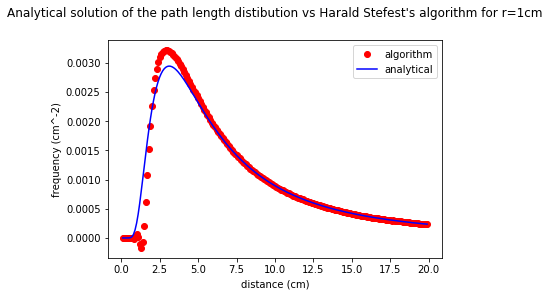 Analytical solution of the path length distibution vs Harald Stefest's algorithm for r=1cm
algorithm
analytical
frequency (cm^-2)
0.0030
0.0025
0.0020
0.0015
0.0010
0.0005
0.0000
0.0 2.5 5.0 7.5 10.0 12.5 15.0 17.5 20.0
distance (cm)